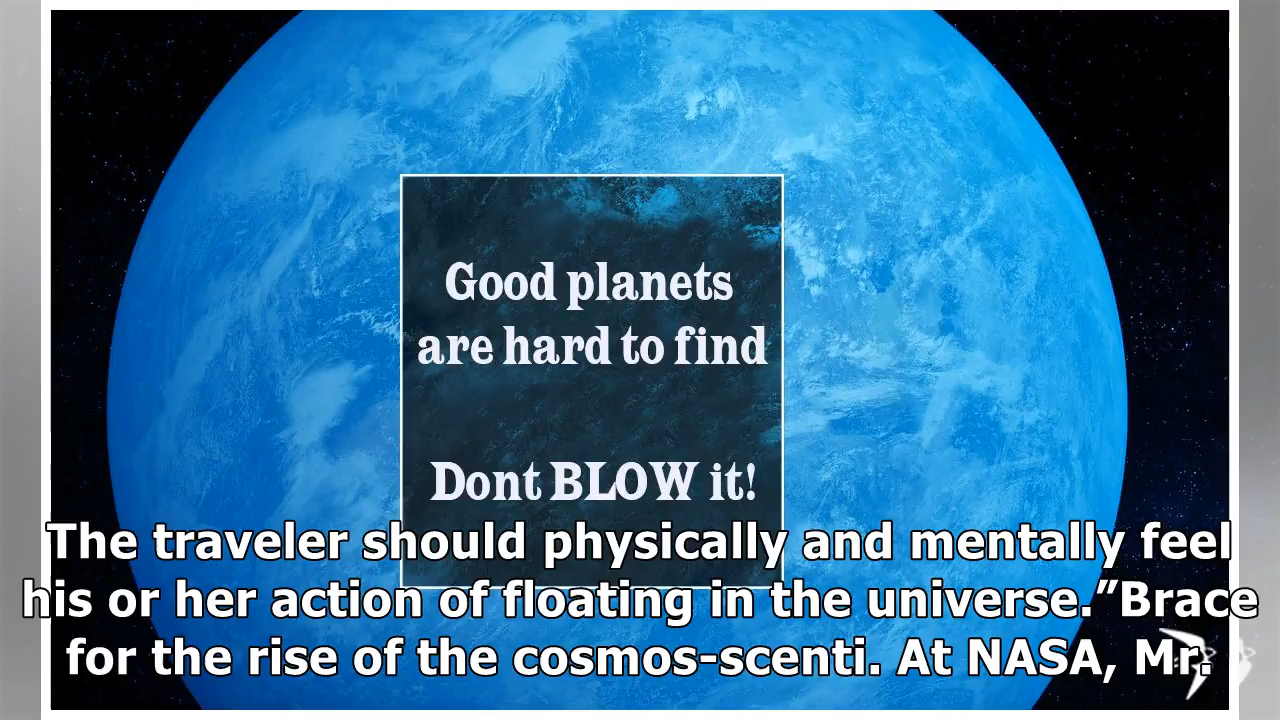 Good planets
are hard to find
Dont BLOW it!
The traveler should physically and mentally feel
his or her action of floating in the universe.”Brace
for the rise of the cosmos-scenti. At NASA, Mr.